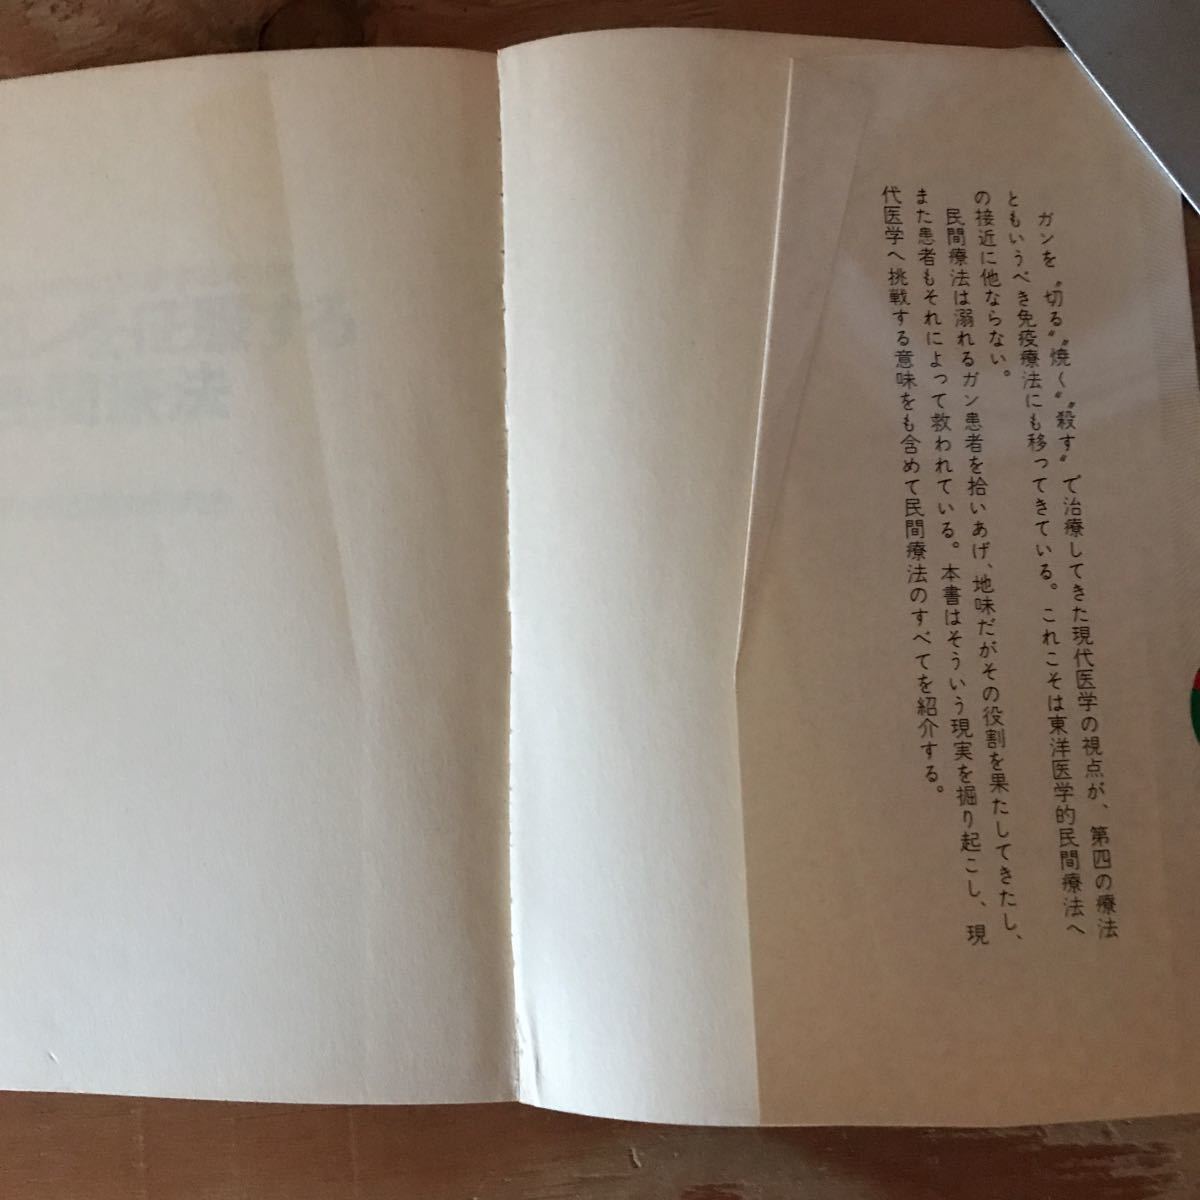 ガンを〝切る〟〝焼く〟〝殺す〟で治療してきた現代医学の視点が、第四の療法
ともいうべき免疫療法にも移ってきている。これこそは東洋医学的民間療法へ
の接近に他ならない。
民間療法は溺れるガン患者を拾いあげ、地味だがその役割を果たしてきたし、
また患者もそれによって救われている。本書はそういう現実を掘り起こし、現
代医学へ挑戦する意味をも含めて民間療法のすべてを紹介する。